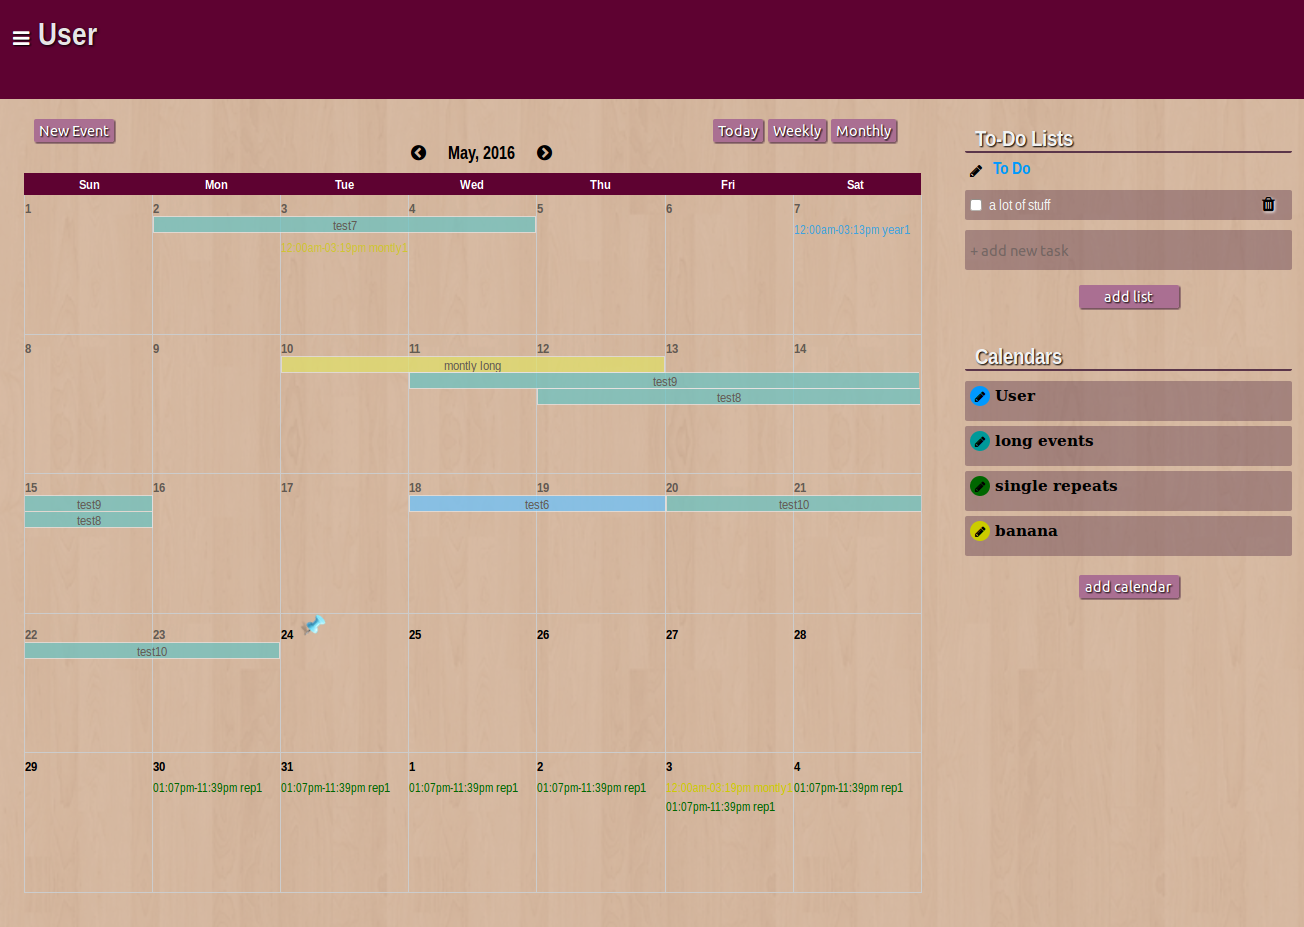 User
New Event
Today Weekly Monthly
May, 2016
Sun Mon Tue Wed Thu Fri Sat
1 2 3 4 5 6 7
test7
12:00am-03:13pm year1
8 9 10 11 12 13 14
montly long
test9
test8
15 16 17 18 19 20 21
test9 test6 test10
test8
22 23 24 25 26 27 28
test10
29 30 31 1 2 3 4
01:07pm-11:39pm rep1 01:07pm-11:39pm rep1 01:07pm-11:39pm rep1 01:07pm-11:39pm rep1 01:07pm-11:39pm rep1
01:07pm-11:39pm rep1
To-Do Lists
To Do
a lot of stuff
+ add new task
add list
Calendars
User
long events
single repeats
banana
add calendar